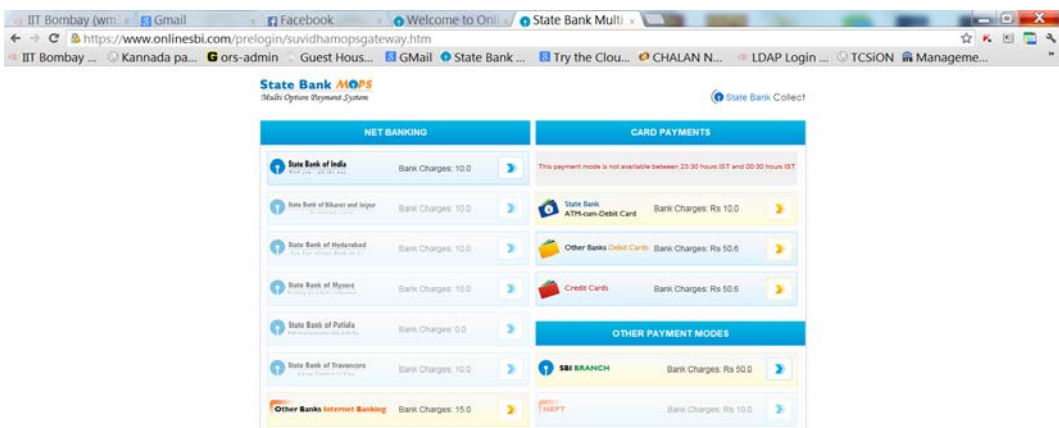 IIT Bombay (wm
Gmail
Facebook
Welcome to Onli
State Bank Multi
https://www.onlinesbi.com/prelogin/suvidhamopsgateway.htm
IIT Bombay ...
Kannada pa...
ors-admin
Guest Hous...
GMail
State Bank ...
Try the Clou...
CHALAN N...
LDAP Login ...
TCSiON
Manageme...
State Bank MOPS
Multi Option Payment System
State Bank Collect
NET BANKING
State Bank of India
Bank Charges: 10.0
State Bank of Bikaner and Jaipur
Bank Charges: 10.0
State Bank of Hyderabad
Bank Charges: 10.0
State Bank of Mysore
Bank Charges: 10.0
State Bank of Patiala
Bank Charges: 0.0
State Bank of Travancore
Bank Charges: 10.0
Other Banks Internet Banking
Bank Charges: 15.0
CARD PAYMENTS
This payment mode is not available between 23:30 hours IST and 00:30 hours IST
State Bank
ATM-cum-Debit Card
Bank Charges: Rs 10.0
Other Banks Debit Cards
Bank Charges: Rs 50.6
Credit Cards
Bank Charges: Rs 50.6
OTHER PAYMENT MODES
SBI BRANCH
Bank Charges: Rs 50.0
NEFT
Bank Charges: Rs 10.0